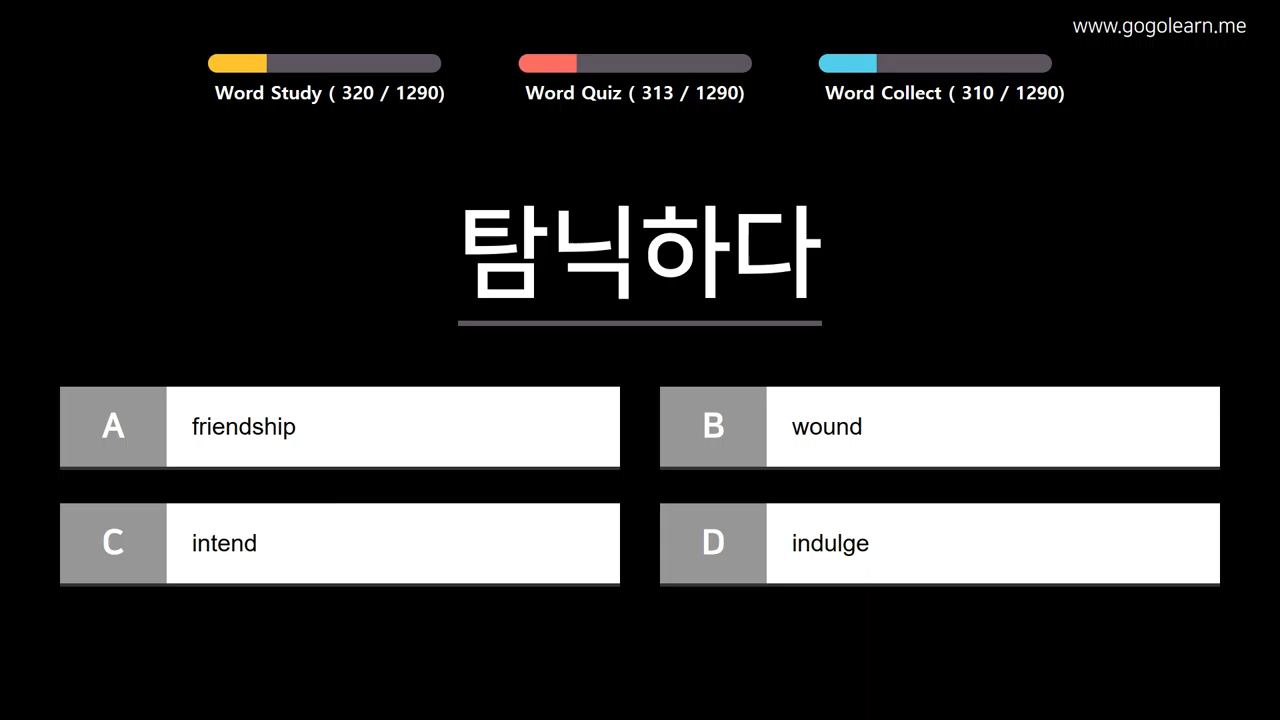 www.gogolearn.me
Word Study ( 320 / 1290)
Word Quiz ( 313 / 1290)
Word Collect ( 310 / 1290)
탐닉하다
A friendship
B wound
C intend
D indulge